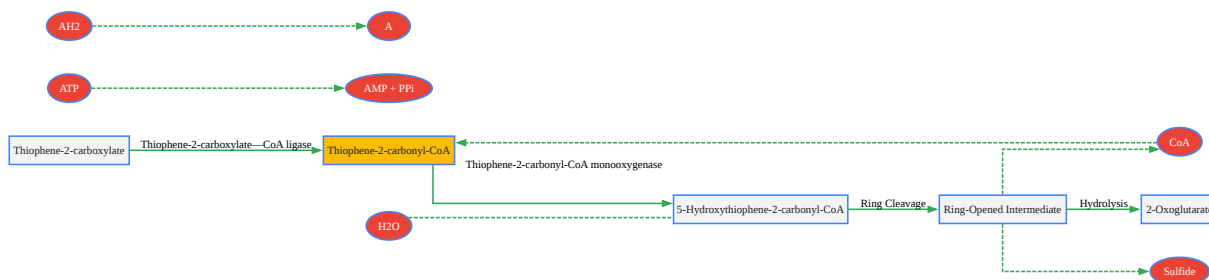 AH2
A
ATP
AMP + PPi
Thiophene-2-carboxylate
Thiophene-2-carboxylate—CoA ligase
Thiophene-2-carbonyl-CoA
CoA
Thiophene-2-carbonyl-CoA monooxygenase
5-Hydroxythiophene-2-carbonyl-CoA
Ring Cleavage
Ring-Opened Intermediate
Hydrolysis
2-Oxoglutarate
H2O
Sulfide